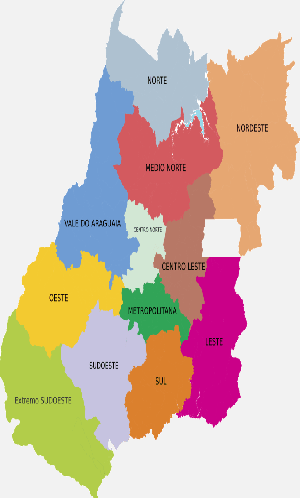 NORTE
NORDESTE
MEDIO NORTE
VALE DO ARAGUAIA
CENTRO NORTE
CENTRO LESTE
OESTE
METROPOLITANA
LESTE
SUDOESTE
SUL
Extremo SUDOESTE